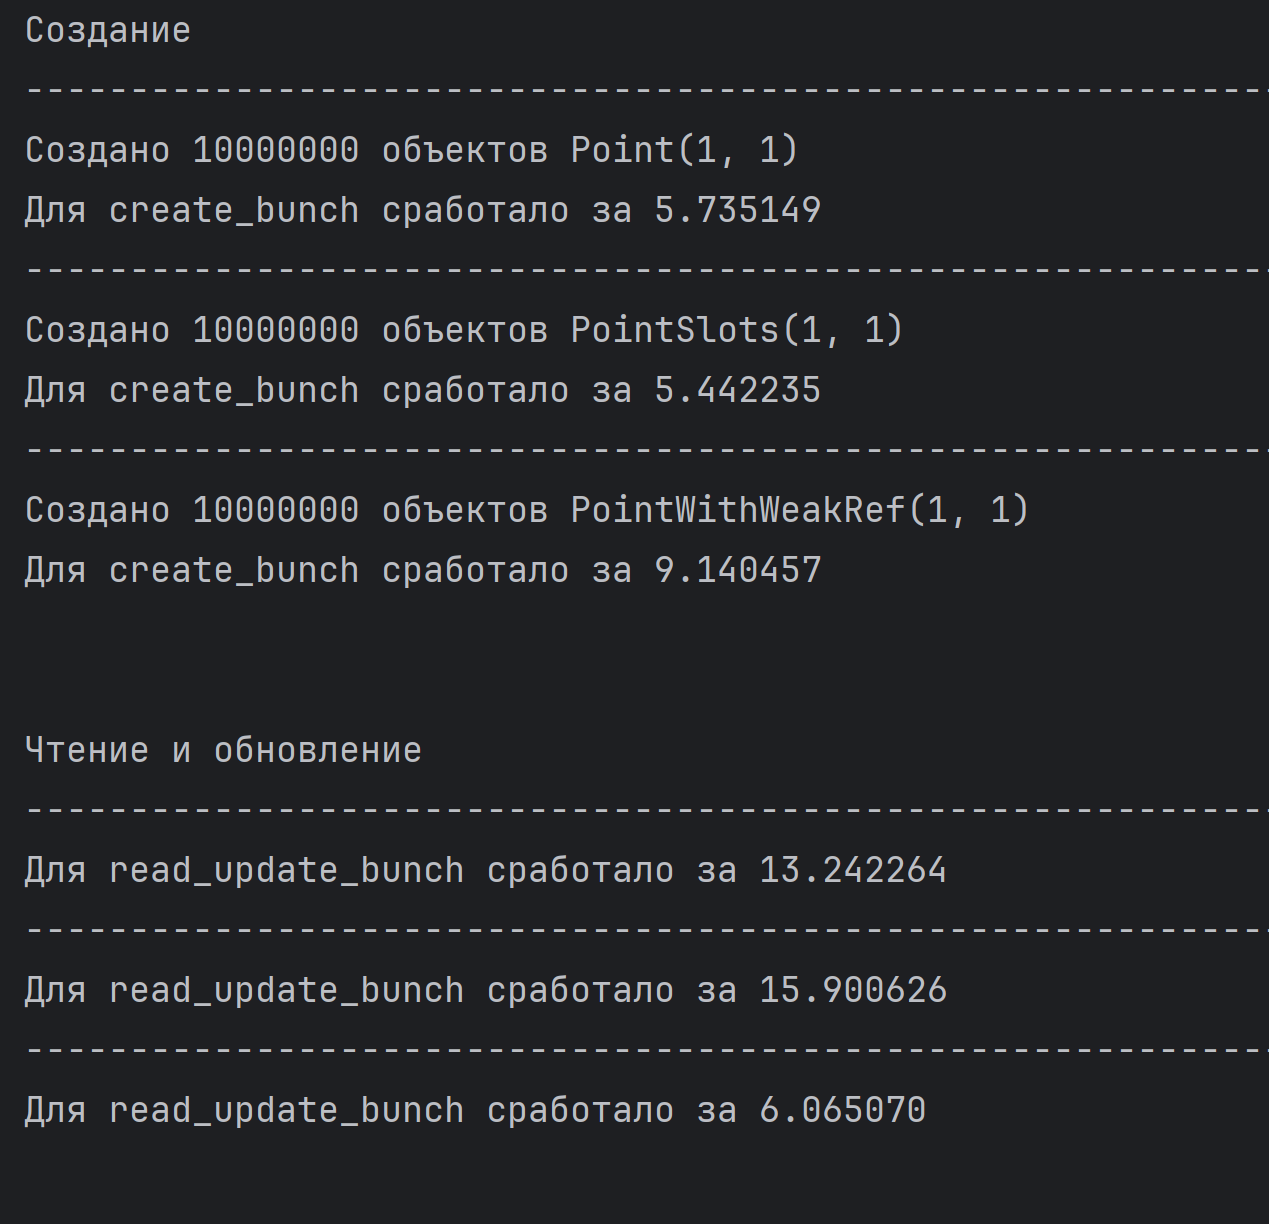 Создание
------------------------------------------------------------
Создано 10000000 объектов Point(1, 1)
Для create_bunch сработало за 5.735149
------------------------------------------------------------
Создано 10000000 объектов PointSlots(1, 1)
Для create_bunch сработало за 5.442235
------------------------------------------------------------
Создано 10000000 объектов PointWithWeakRef(1, 1)
Для create_bunch сработало за 9.140457
Чтение и обновление
------------------------------------------------------------
Для read_update_bunch сработало за 13.242264
------------------------------------------------------------
Для read_update_bunch сработало за 15.900626
------------------------------------------------------------
Для read_update_bunch сработало за 6.065070